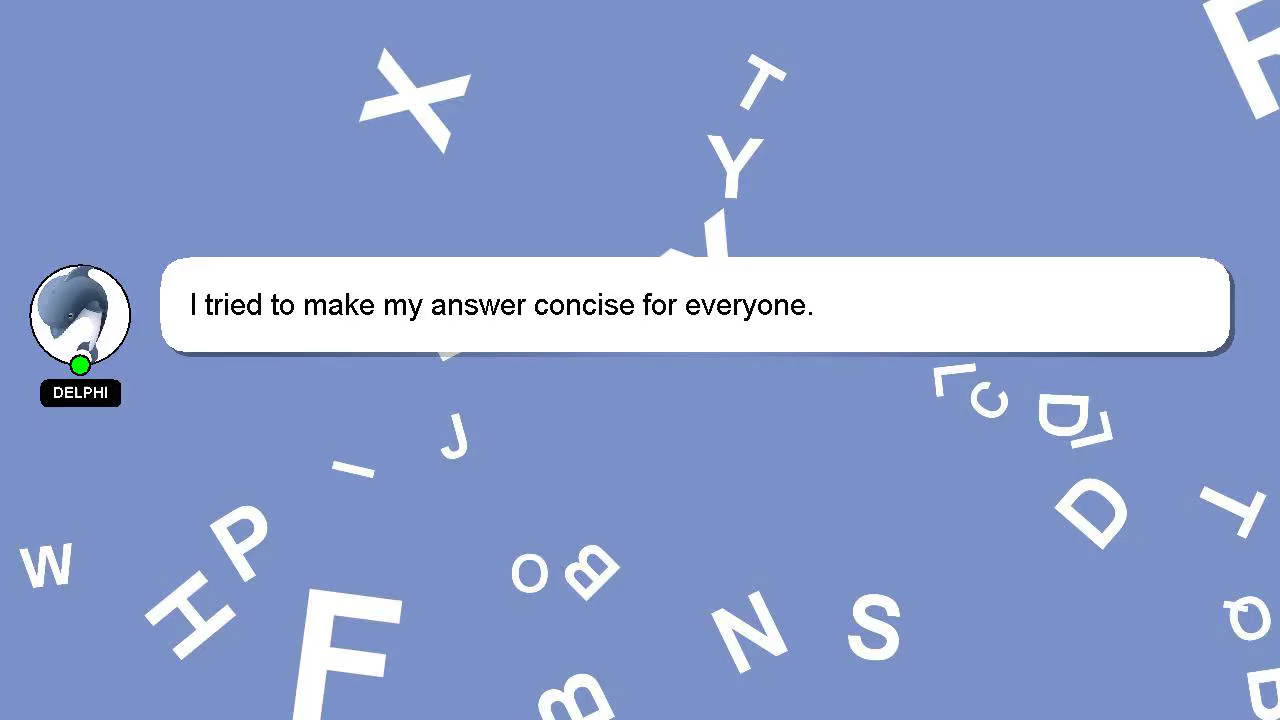 X
T
Y
I tried to make my answer concise for everyone.
DELPHI
L
C
D
L
J
I
D
T
P
W
O
B
H
F
N
S
Q
B